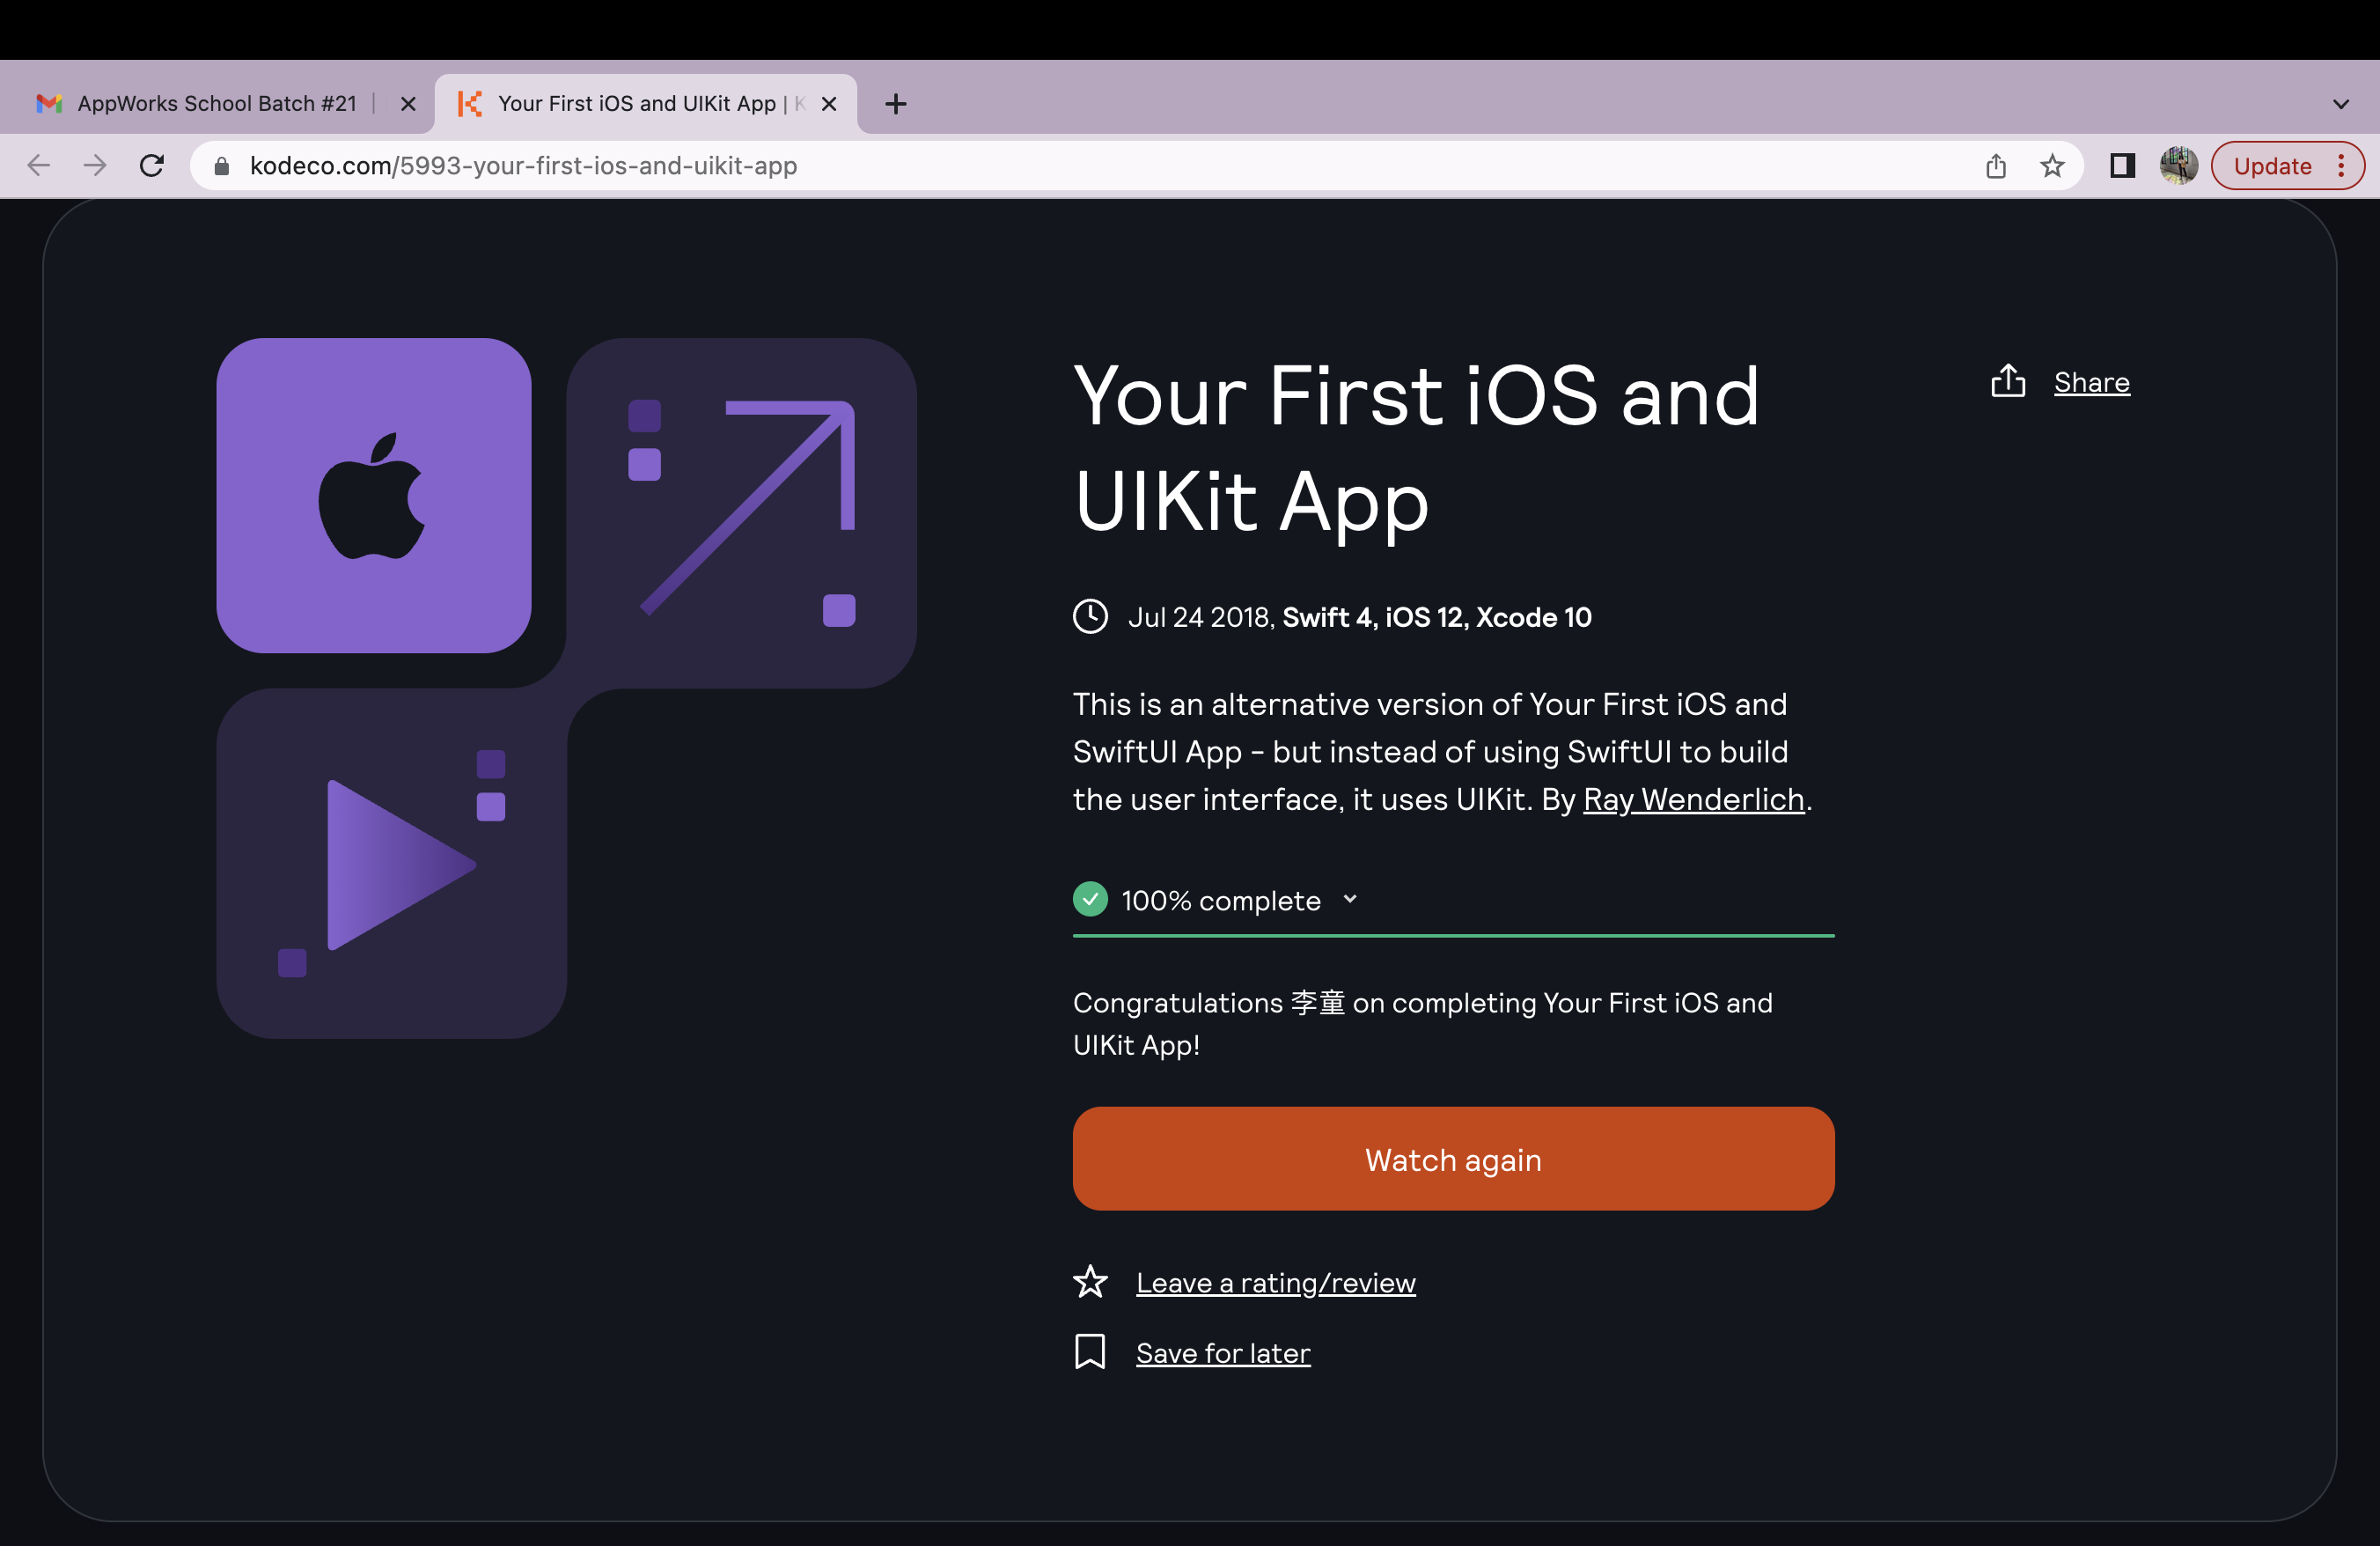 AppWorks School Batch #21
Your First iOS and UIKit App | K
kodeco.com/5993-your-first-ios-and-uikit-app
Update
Your First iOS and
UIKit App
Share
Jul 24 2018, Swift 4, iOS 12, Xcode 10
This is an alternative version of Your First iOS and
SwiftUI App - but instead of using SwiftUI to build
the user interface, it uses UIKit. By Ray Wenderlich.
100% complete
Congratulations 李童 on completing Your First iOS and
UIKit App!
Watch again
Leave a rating/review
Save for later